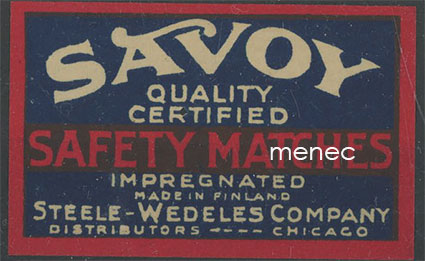 SAVOY
QUALITY
CERTIFIED
SAFETY MATCHES
menec
IMPREGNATED
MADE IN FINLAND
STEELE-WEDELES COMPANY
DISTRIBUTORS ---- CHICAGO